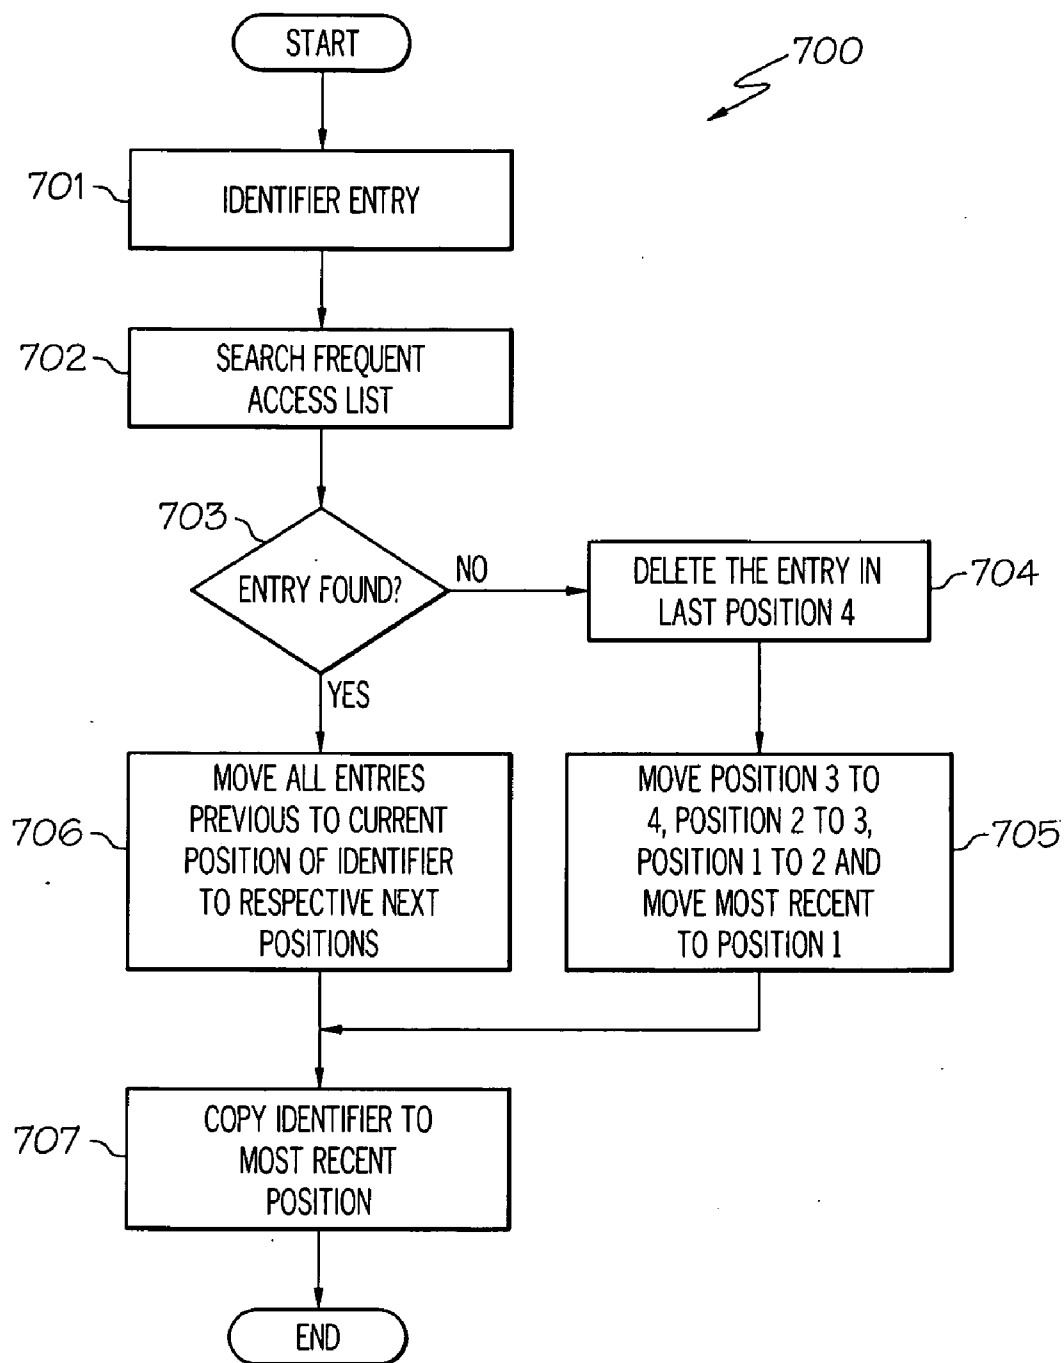 START
700
701
IDENTIFIER ENTRY
702
SEARCH FREQUENT
ACCESS LIST
703
ENTRY FOUND?
NO
DELETE THE ENTRY IN
LAST POSITION 4
704
YES
706
MOVE ALL ENTRIES
PREVIOUS TO CURRENT
POSITION OF IDENTIFIER
TO RESPECTIVE NEXT
POSITIONS
MOVE POSITION 3 TO
4, POSITION 2 TO 3,
POSITION 1 TO 2 AND
MOVE MOST RECENT
TO POSITION 1
705
707
COPY IDENTIFIER TO
MOST RECENT
POSITION
END